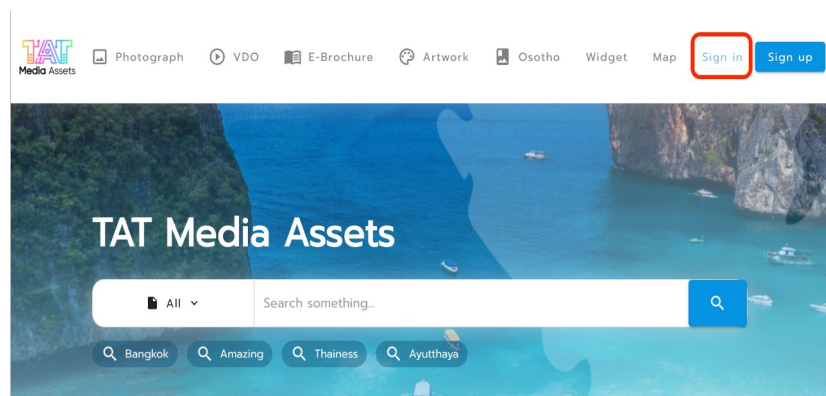 TAT
Media Assets
Photograph
VDO
E-Brochure
Artwork
Osotho
Widget
Map
Sign in
Sign up
TAT Media Assets
All
Search something...
Bangkok
Amazing
Thainess
Ayutthaya